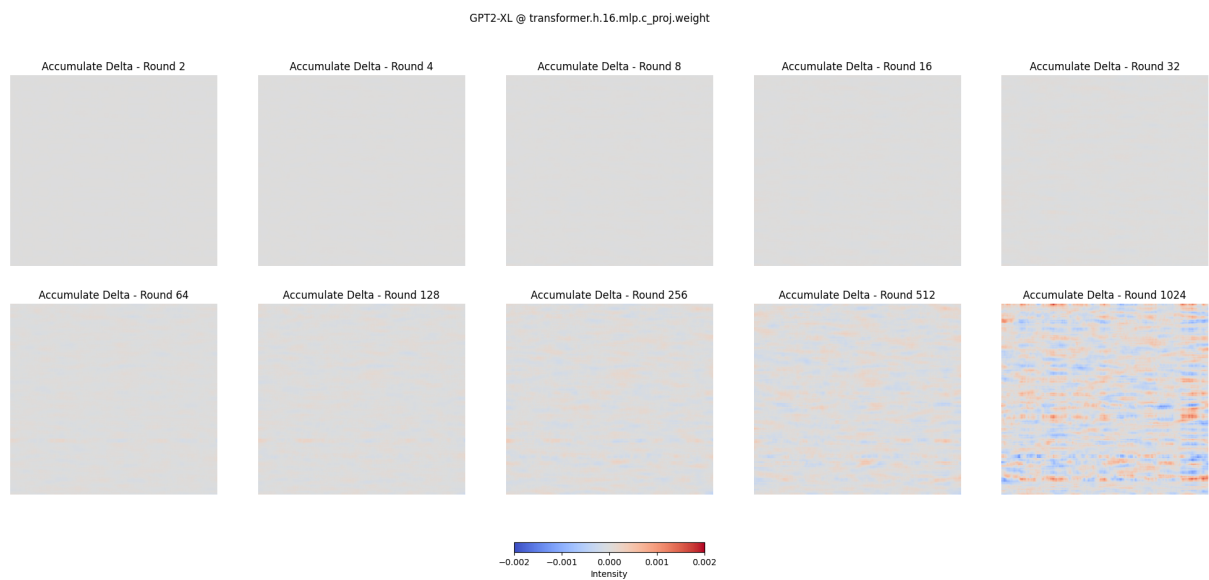 GPT2-XL @ transformer.h.16.mlp.c_proj.weight
Accumulate Delta - Round 2
Accumulate Delta - Round 4
Accumulate Delta - Round 8
Accumulate Delta - Round 16
Accumulate Delta - Round 32
Accumulate Delta - Round 64
Accumulate Delta - Round 128
Accumulate Delta - Round 256
Accumulate Delta - Round 512
Accumulate Delta - Round 1024
−0.002 −0.001 0.000 0.001 0.002
Intensity